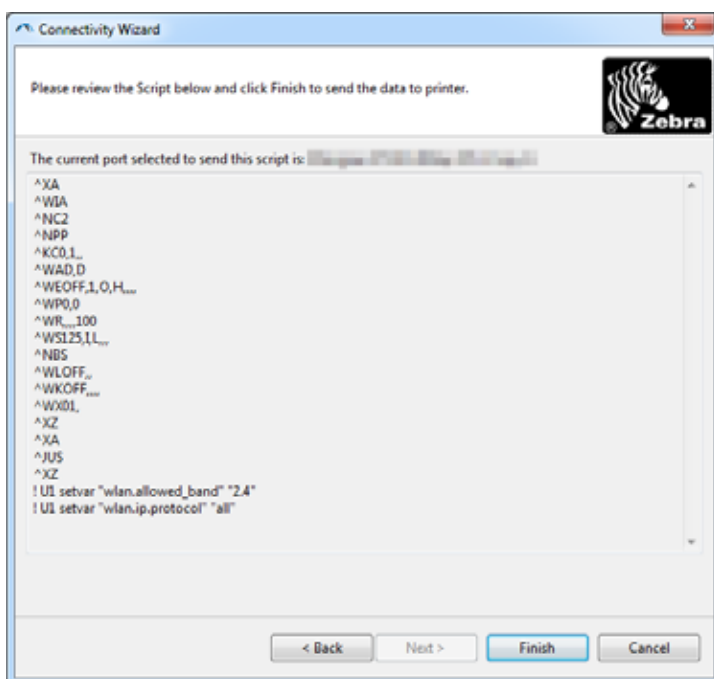 Connectivity Wizard
Please review the Script below and click Finish to send the data to printer.
® Zebra
The current port selected to send this script is:
^XA
^WIA
^NC2
^NPP
^KC0,1,,
^WAD,D
^WEOFF,1,O,H,,,,
^WP0,0
^WR,,,,100
^WS125,I,L,,,
^NBS
^WLOFF,,
^WKOFF,,,,
^WX01,
^XZ
^XA
^JUS
^XZ
! U1 setvar "wlan.allowed_band" "2.4"
! U1 setvar "wlan.ip.protocol" "all"
< Back
Next >
Finish
Cancel